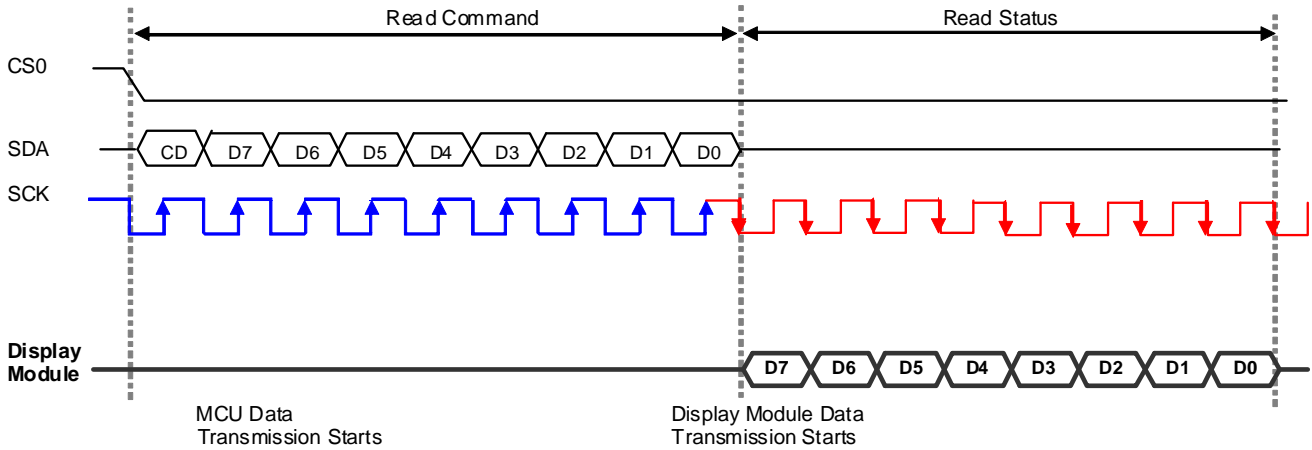 Read Command
Read Status
CS0
SDA
CD D7 D6 D5 D4 D3 D2 D1 D0
SCK
Display
Module
D7 D6 D5 D4 D3 D2 D1 D0
MCU Data
Transmission Starts
Display Module Data
Transmission Starts